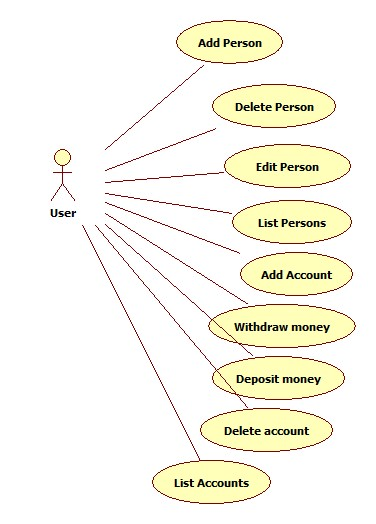 Add Person
Delete Person
Edit Person
User
List Persons
Add Account
Withdraw money
Deposit money
Delete account
List Accounts